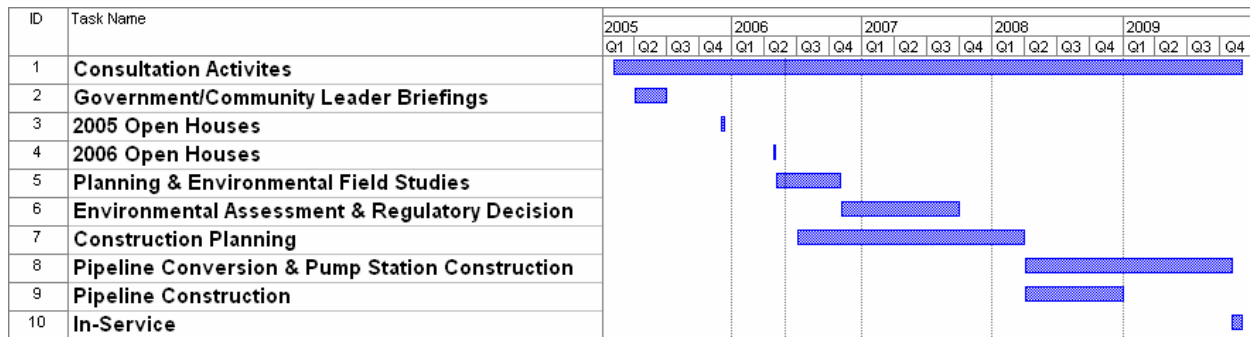 ID Task Name 2005 2006 2007 2008 2009
Q1 Q2 Q3 Q4 Q1 Q2 Q3 Q4 Q1 Q2 Q3 Q4 Q1 Q2 Q3 Q4 Q1 Q2 Q3 Q4
1 Consultation Activites
2 Government/Community Leader Briefings
3 2005 Open Houses
4 2006 Open Houses
5 Planning & Environmental Field Studies
6 Environmental Assessment & Regulatory Decision
7 Construction Planning
8 Pipeline Conversion & Pump Station Construction
9 Pipeline Construction
10 In-Service